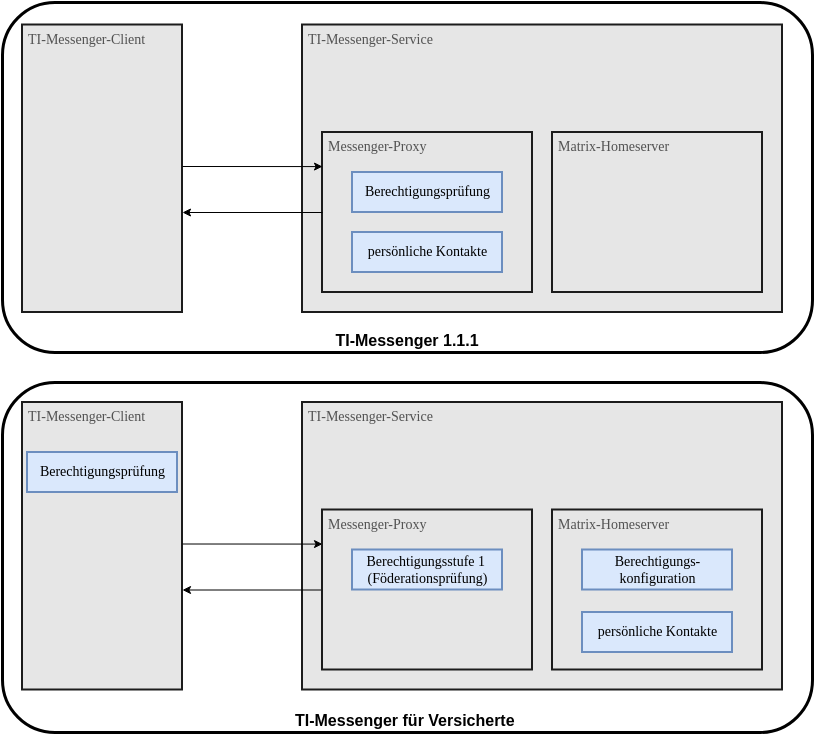 TI-Messenger-Client
TI-Messenger-Service
Messenger-Proxy
Matrix-Homeserver
Berechtigungsprüfung
persönliche Kontakte
TI-Messenger 1.1.1
TI-Messenger-Client
TI-Messenger-Service
Berechtigungsprüfung
Messenger-Proxy
Matrix-Homeserver
Berechtigungsstufe 1
(Föderationsprüfung)
Berechtigungs-
konfiguration
persönliche Kontakte
TI-Messenger für Versicherte